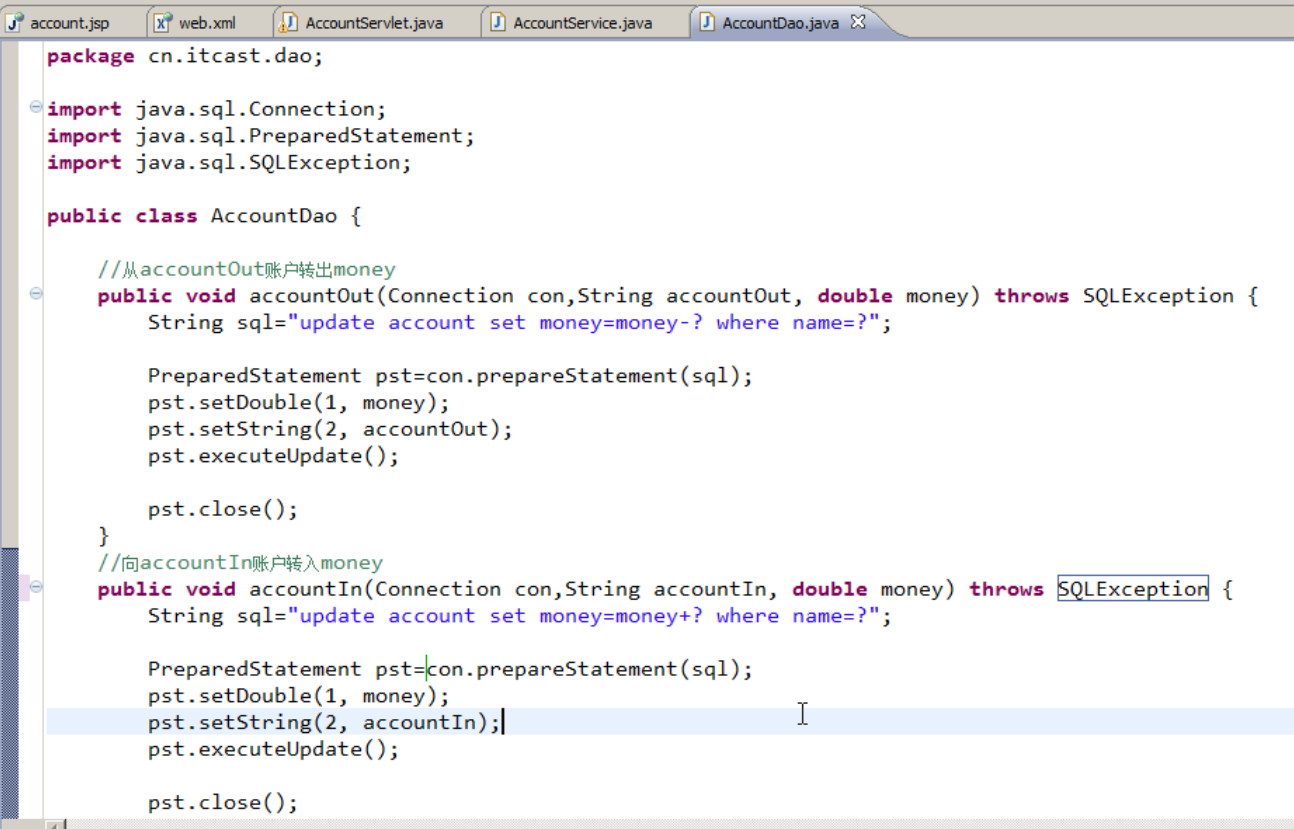 account.jsp web.xml AccountServlet.java AccountService.java AccountDao.java
package cn.itcast.dao;
import java.sql.Connection;
import java.sql.PreparedStatement;
import java.sql.SQLException;
public class AccountDao {
//从accountOut账户转出money
public void accountOut(Connection con,String accountOut, double money) throws SQLException {
String sql="update account set money=money-? where name=?";
PreparedStatement pst=con.prepareStatement(sql);
pst.setDouble(1, money);
pst.setString(2, accountOut);
pst.executeUpdate();
pst.close();
}
//向accountIn账户转入money
public void accountIn(Connection con,String accountIn, double money) throws SQLException {
String sql="update account set money=money+? where name=?";
PreparedStatement pst=con.prepareStatement(sql);
pst.setDouble(1, money);
pst.setString(2, accountIn);
pst.executeUpdate();
pst.close();